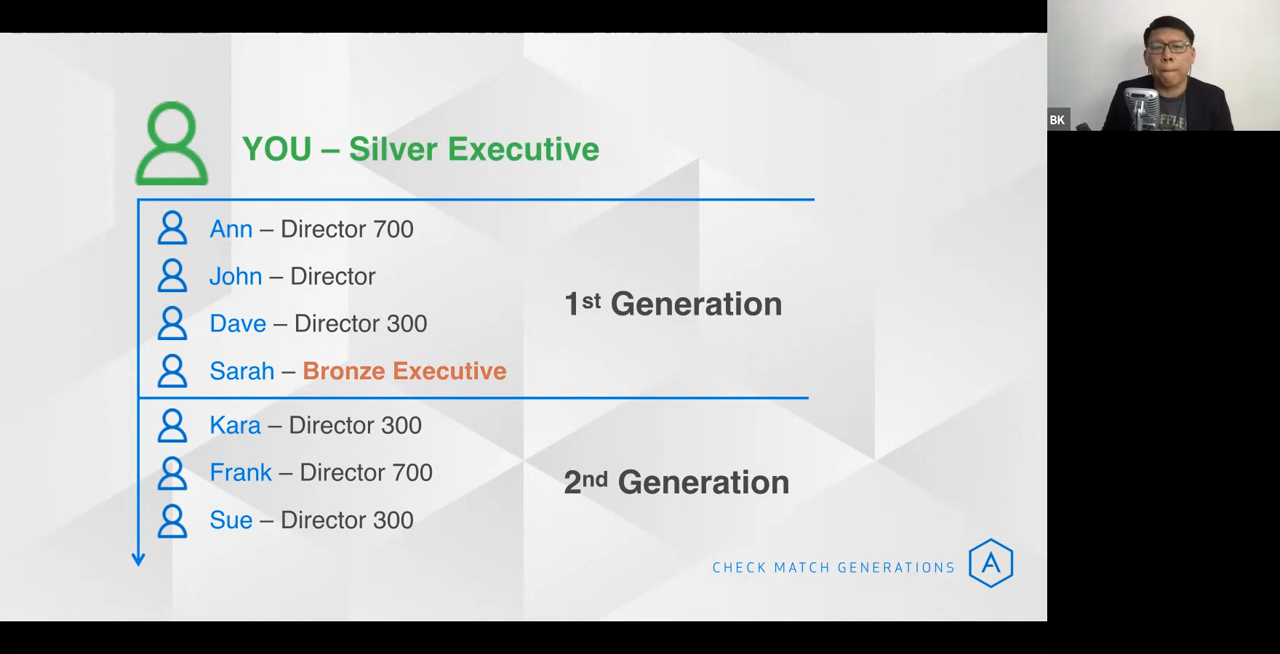 YOU – Silver Executive
Ann – Director 700
John – Director
Dave – Director 300
Sarah – Bronze Executive
1st Generation
Kara – Director 300
Frank – Director 700
Sue – Director 300
2nd Generation
CHECK MATCH GENERATIONS
A
BK